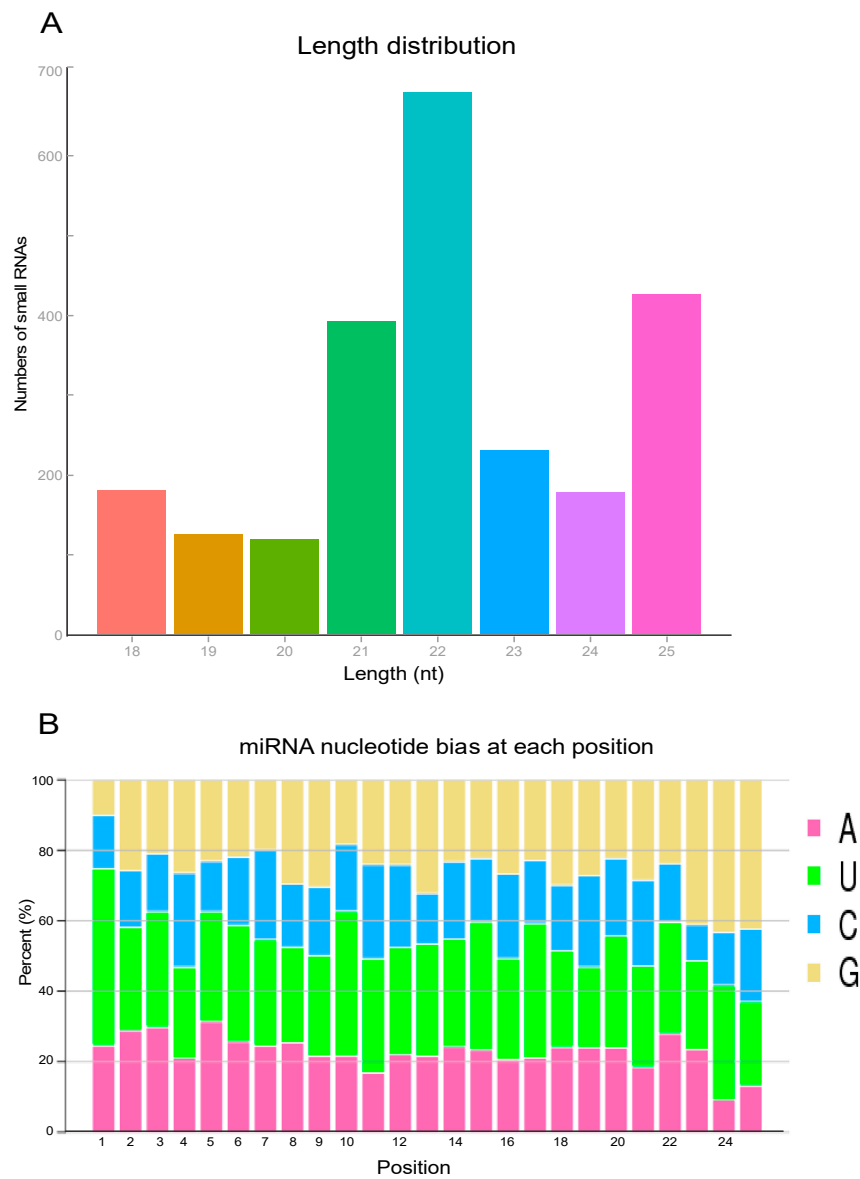 A
Length distribution
700
600
400
200
0
Numbers of small RNAs
18 19 20 21 22 23 24 25
Length (nt)
B
miRNA nucleotide bias at each position
100
80
60
40
20
0
Percent (%)
1 2 3 4 5 6 7 8 9 10 12 14 16 18 20 22 24
Position
A
U
C
G